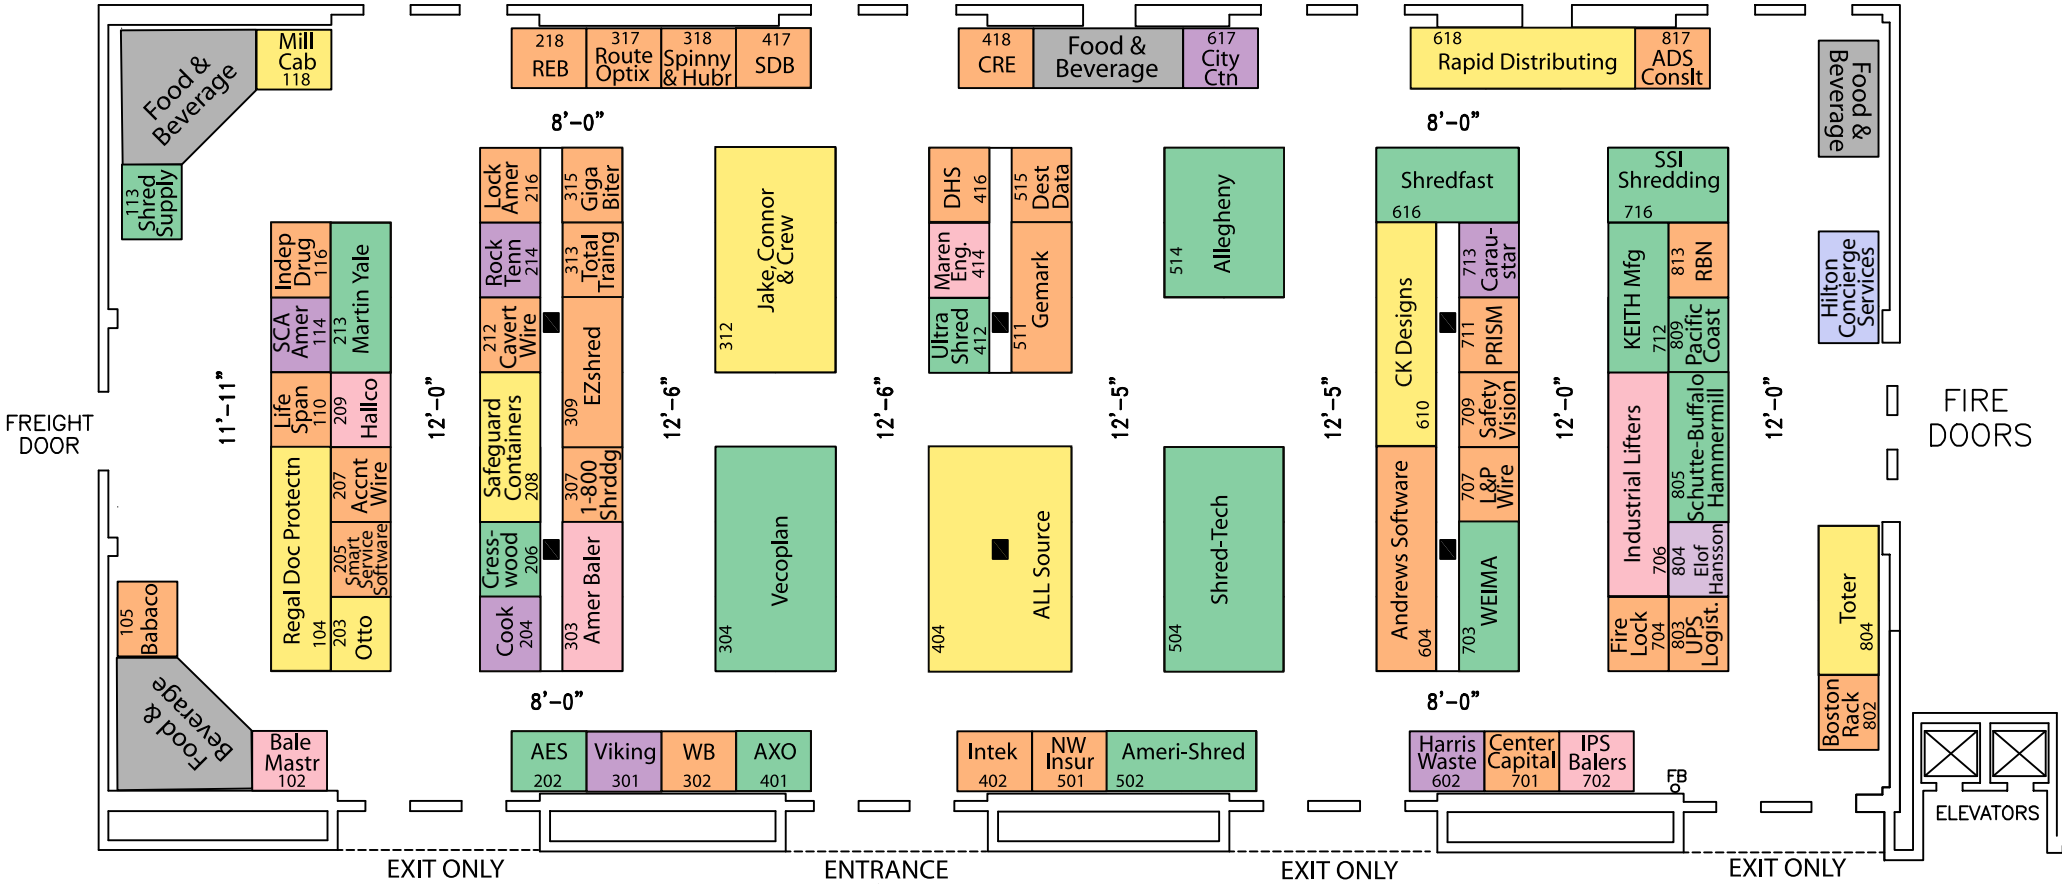 Food &
Beverage
Mill
Cab
118
218
REB
317
Route
Optix
318
Spinny
& Hubr
417
SDB
418
CRE
Food &
Beverage
617
City
Ctn
618
Rapid Distributing
817
ADS
Conslt
Food &
Beverage
8'-0"
8'-0"
113
Shred
Supply
Lock
Amer
216
315
Giga
Biter
Jake, Connor
& Crew
312
DHS
416
515
Dest
Data
Allegheny
514
Shredfast
616
SSI
Shredding
716
Indep
Drug
116
Martin Yale
213
Rock
Tenn
214
313
Total
Traing
Maren
Eng.
414
Gemark
511
CK Designs
610
713
Carau-
star
KEITH Mfg
712
813
RBN
Hilton
Concierge
Services
SCA
Amer
114
212
Cavert
Wire
EZshred
309
Ultra
Shred
412
711
PRISM
809
Pacific
Coast
FREIGHT
DOOR
11'-11"
Life
Span
110
209
Hallco
12'-0"
Safeguard
Containers
208
12'-6"
12'-6"
12'-5"
12'-5"
709
Safety
Vision
12'-0"
Industrial Lifters
706
805
Schutte-Buffalo
Hammermill
12'-0"
FIRE
DOORS
Regal Doc Protectn
104
207
Accnt
Wire
307
1-800
Shrddg
Vecoplan
304
ALL Source
404
Shred-Tech
504
Andrews Software
604
707
L&P
Wire
205
Smart
Service
Software
Cress-
wood
206
Amer Baler
303
WEIMA
703
804
Elof
Hansson
Toter
804
105
Babaco
203
Otto
Cook
204
Fire
Lock
704
803
UPS
Logist.
Boston
Rack
802
8'-0"
8'-0"
Food &
Beverage
Bale
Mastr
102
AES
202
Viking
301
WB
302
AXO
401
Intek
402
NW
Insur
501
Ameri-Shred
502
Harris
Waste
602
Center
Capital
701
IPS
Balers
702
FB
ELEVATORS
EXIT ONLY
ENTRANCE
EXIT ONLY
EXIT ONLY